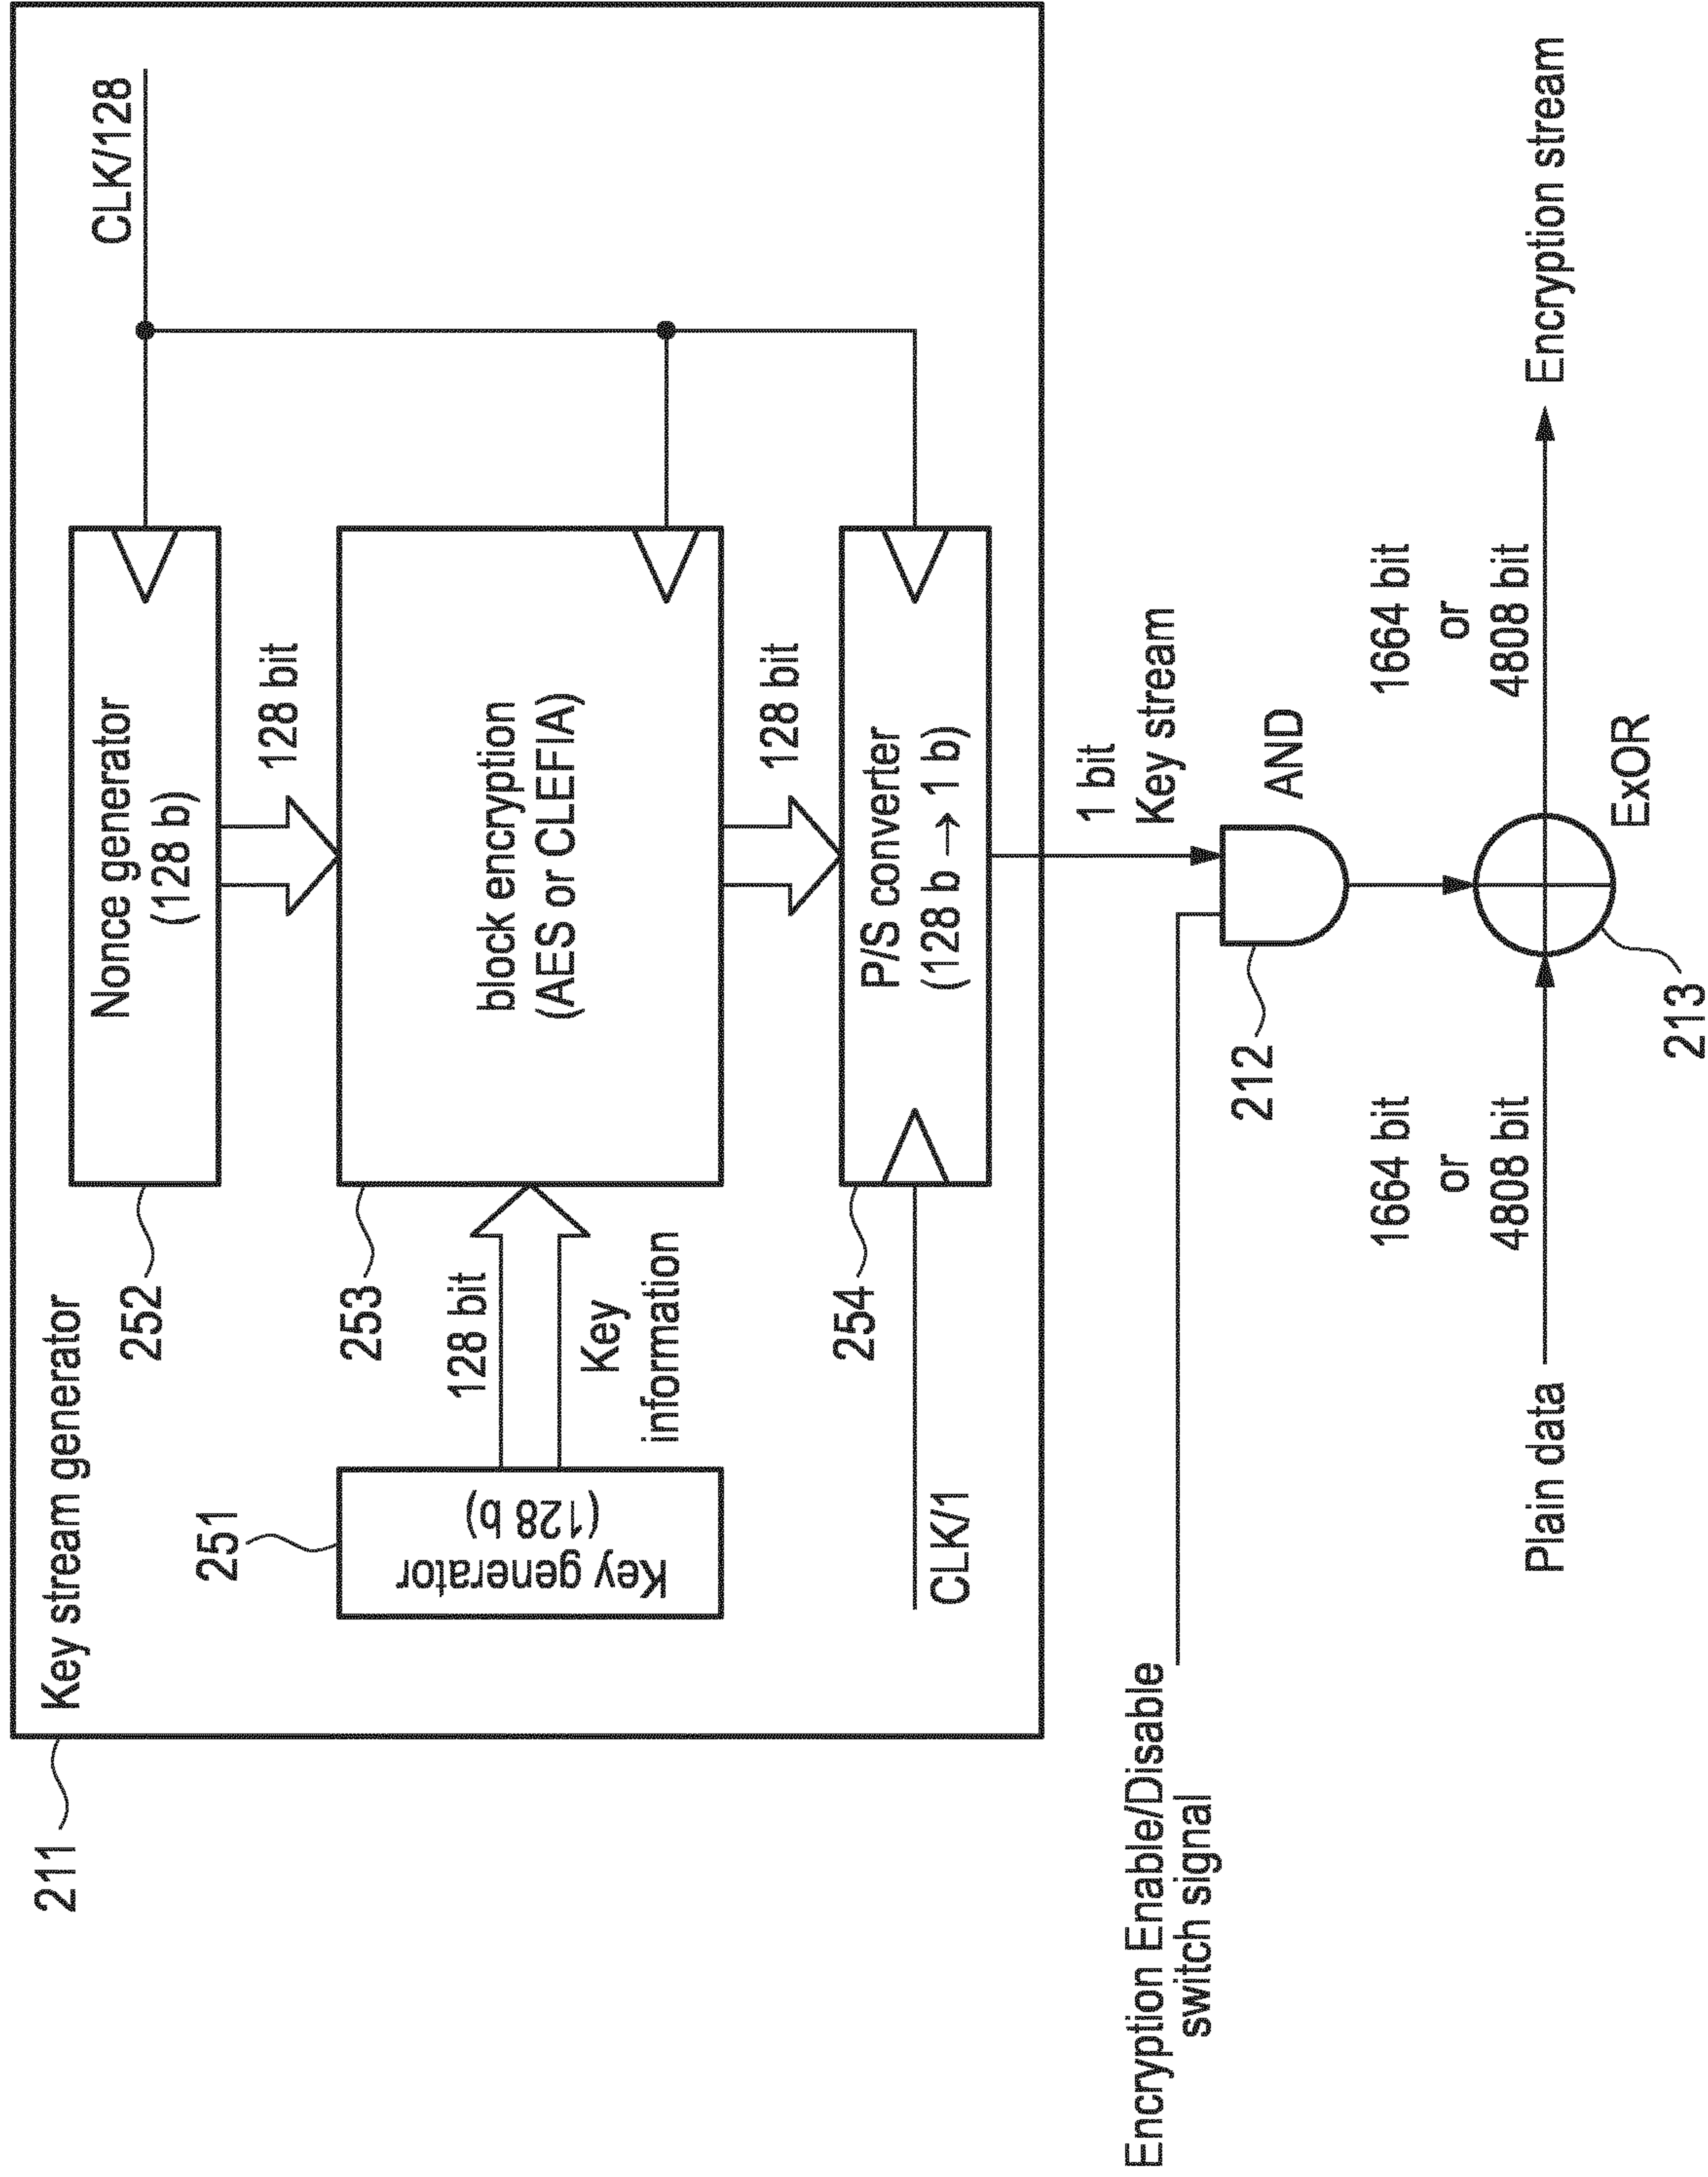 211
Key stream generator
252
Nonce generator
(128 b)
CLK/128
128 bit
251
Key generator
(128 b)
128 bit
Key
information
253
block encryption
(AES or CLEFIA)
128 bit
CLK/1
254
P/S converter
(128 b → 1 b)
1 bit
Key stream
Encryption Enable/Disable
switch signal
212
AND
1664 bit
or
4808 bit
1664 bit
or
4808 bit
Plain data
Encryption stream
213
ExOR